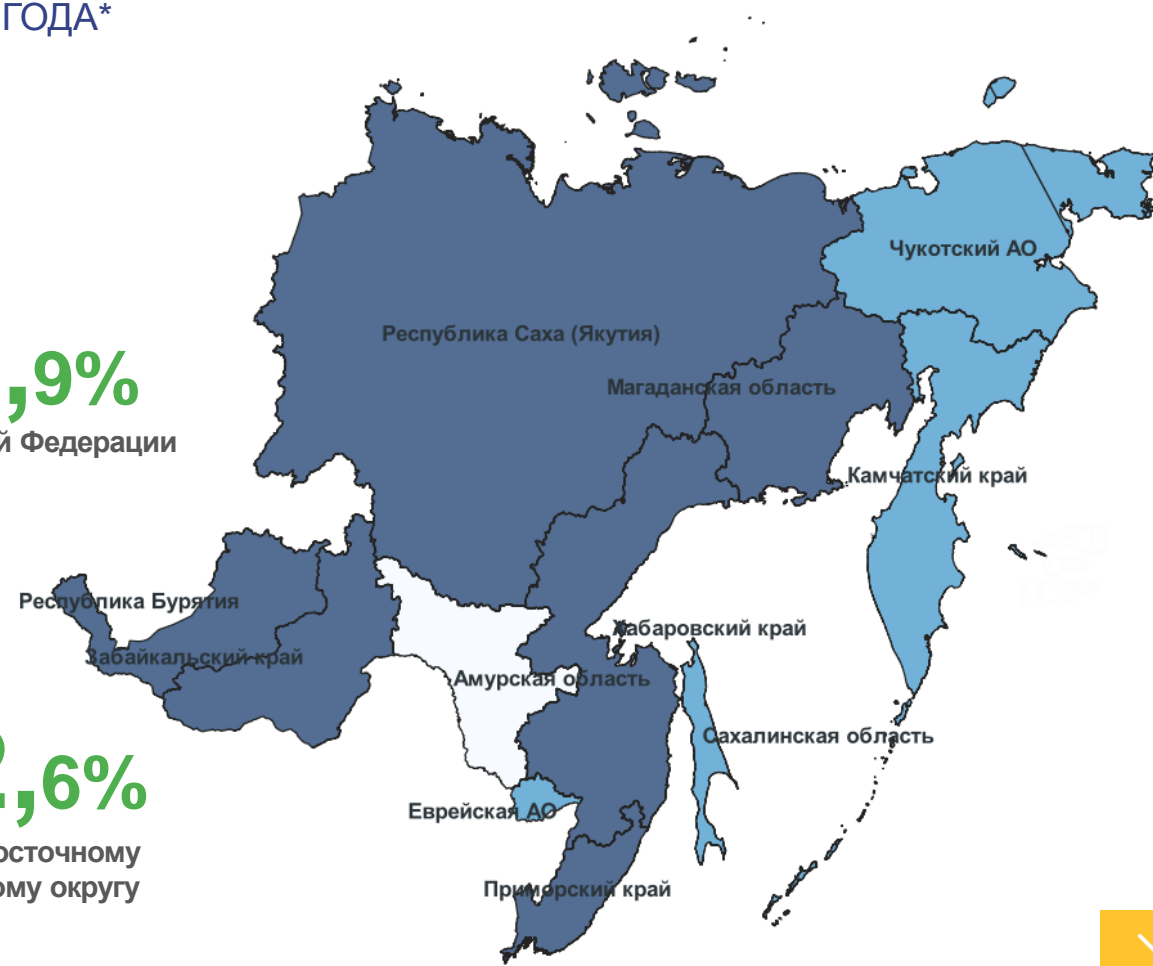 ГОДА*
Чукотский АО
Республика Саха (Якутия)
Магаданская область
,9%
й Федерации
Камчатский край
Республика Бурятия
Хабаровский край
Забайкальский край
Амурская область
Сахалинская область
2,6%
Еврейская АО
осточному
ому округу
Приморский край